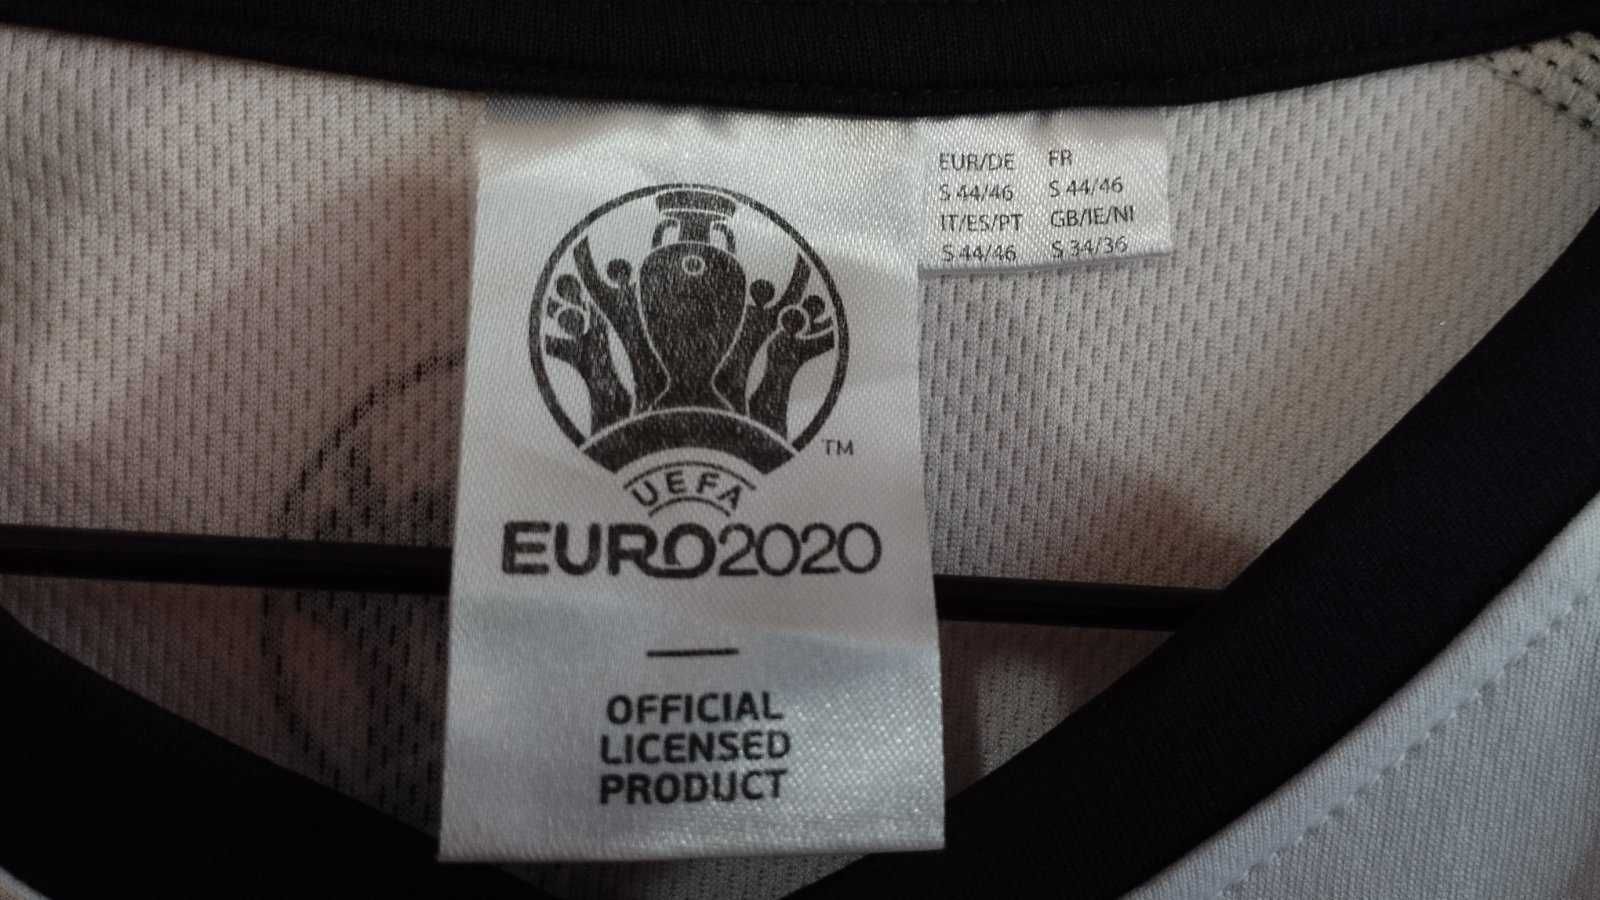 UEFA
EURO2020
OFFICIAL
LICENSED
PRODUCT
TM
EUR/DE FR
S 44/46 S 44/46
IT/ES/PT GB/IE/NI
S 44/46 S 34/36